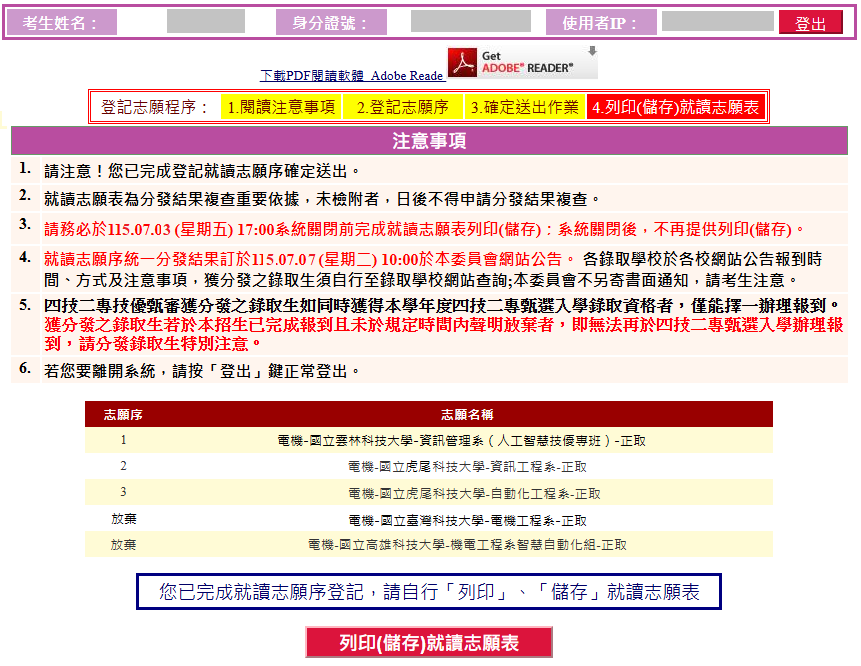 考生姓名： 身分證號： 使用者IP： 登出
下載PDF閱讀軟體 Adobe Reade Get ADOBE® READER®
登記志願程序： 1.閱讀注意事項 2.登記志願序 3.確定送出作業 4.列印(儲存)就讀志願表
注意事項
1. 請注意！您已完成登記就讀志願序確定送出。
2. 就讀志願表為分發結果複查重要依據，未檢附者，日後不得申請分發結果複查。
3. 請務必於115.07.03 (星期五) 17:00系統關閉前完成就讀志願表列印(儲存)：系統關閉後，不再提供列印(儲存)。
4. 就讀志願序統一分發結果訂於115.07.07 (星期二) 10:00於本委員會網站公告。 各錄取學校於各校網站公告報到時
間、方式及注意事項，獲分發之錄取生須自行至錄取學校網站查詢;本委員會不另寄書面通知，請考生注意。
5. 四技二專技優甄審獲分發之錄取生如同時獲得本學年度四技二專甄選入學錄取資格者，僅能擇一辦理報到。
獲分發之錄取生若於本招生已完成報到且未於規定時間內聲明放棄者，即無法再於四技二專甄選入學辦理報
到，請分發錄取生特別注意。
6. 若您要離開系統，請按「登出」鍵正常登出。
志願序 志願名稱
1 電機-國立雲林科技大學-資訊管理系（人工智慧技優專班）-正取
2 電機-國立虎尾科技大學-資訊工程系-正取
3 電機-國立虎尾科技大學-自動化工程系-正取
放棄 電機-國立臺灣科技大學-電機工程系-正取
放棄 電機-國立高雄科技大學-機電工程系智慧自動化組-正取
您已完成就讀志願序登記，請自行「列印」、「儲存」就讀志願表
列印(儲存)就讀志願表